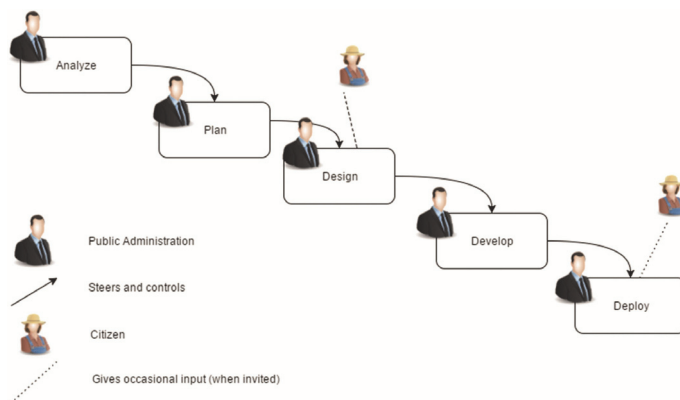 Analyze
Plan
Design
Develop
Deploy
Public Administration
Steers and controls
Citizen
Gives occasional input (when invited)